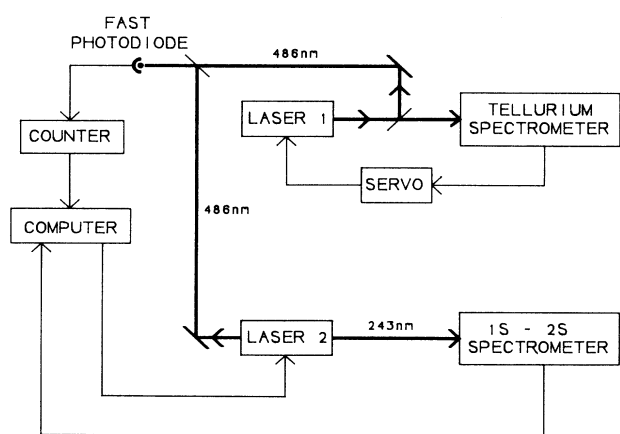 FAST
PHOTODIODE
486nm
LASER 1
TELLURIUM
SPECTROMETER
COUNTER
SERVO
COMPUTER
486nm
LASER 2
243nm
1S - 2S
SPECTROMETER